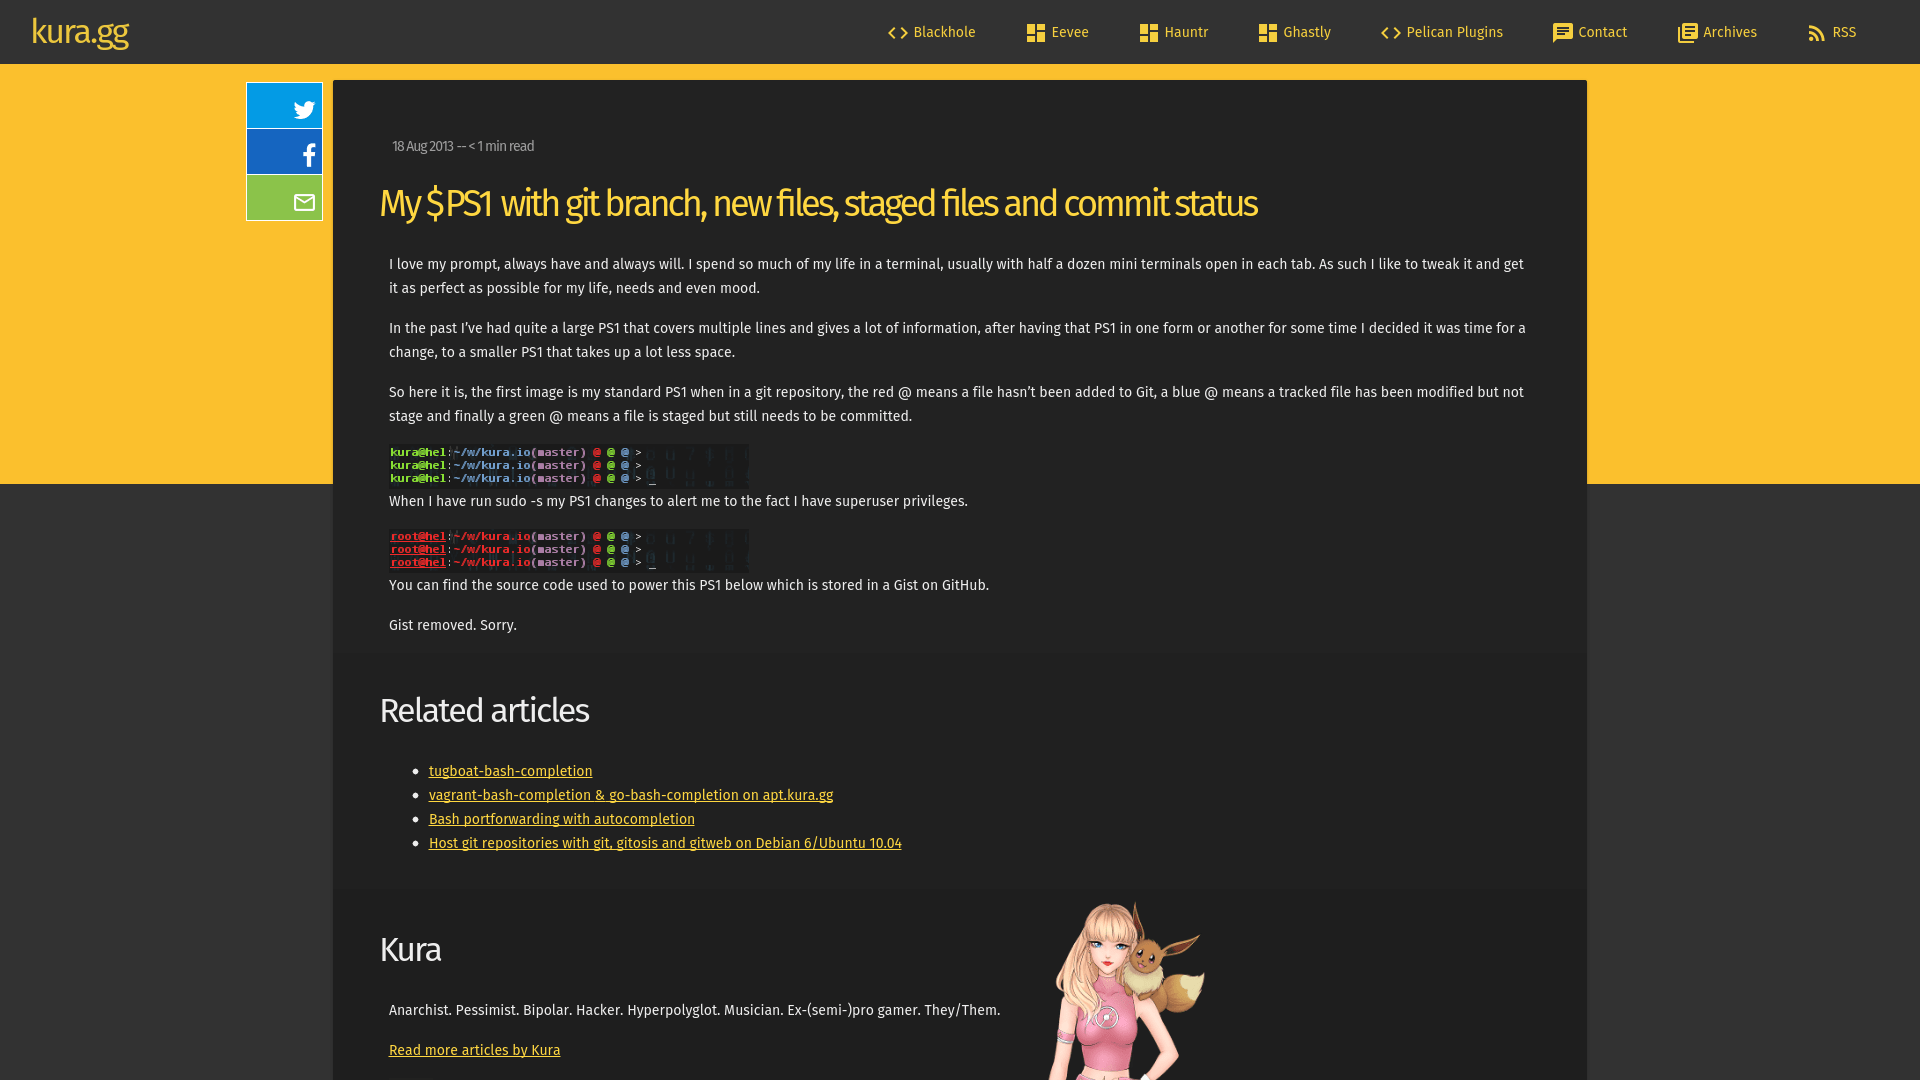 kura.gg
Blackhole
Eevee
Hauntr
Ghastly
Pelican Plugins
Contact
Archives
RSS
18 Aug 2013 -- < 1 min read
My $PS1 with git branch, new files, staged files and commit status
I love my prompt, always have and always will. I spend so much of my life in a terminal, usually with half a dozen mini terminals open in each tab. As such I like to tweak it and get
it as perfect as possible for my life, needs and even mood.
In the past I’ve had quite a large PS1 that covers multiple lines and gives a lot of information, after having that PS1 in one form or another for some time I decided it was time for a
change, to a smaller PS1 that takes up a lot less space.
So here it is, the first image is my standard PS1 when in a git repository, the red @ means a file hasn’t been added to Git, a blue @ means a tracked file has been modified but not
stage and finally a green @ means a file is staged but still needs to be committed.
kura@hel:~/w/kura.io(master) @ @ @ >
kura@hel:~/w/kura.io(master) @ @ @ >
kura@hel:~/w/kura.io(master) @ @ @ > _
When I have run sudo -s my PS1 changes to alert me to the fact I have superuser privileges.
root@hel:~/w/kura.io(master) @ @ @ >
root@hel:~/w/kura.io(master) @ @ @ >
root@hel:~/w/kura.io(master) @ @ @ > _
You can find the source code used to power this PS1 below which is stored in a Gist on GitHub.
Gist removed. Sorry.
Related articles
tugboat-bash-completion
vagrant-bash-completion & go-bash-completion on apt.kura.gg
Bash portforwarding with autocompletion
Host git repositories with git, gitosis and gitweb on Debian 6/Ubuntu 10.04
Kura
Anarchist. Pessimist. Bipolar. Hacker. Hyperpolyglot. Musician. Ex-(semi-)pro gamer. They/Them.
Read more articles by Kura